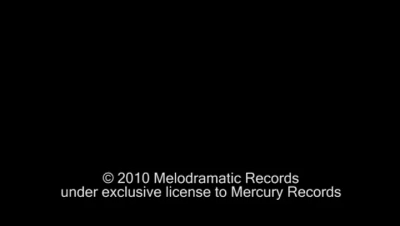 © 2010 Melodramatic Records
under exclusive license to Mercury Records